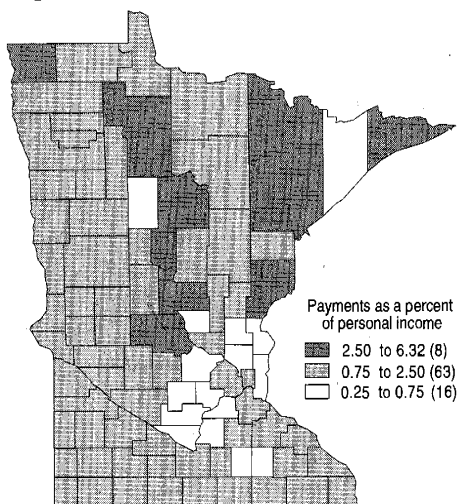 Payments as a percent
of personal income
2.50 to 6.32 (8)
0.75 to 2.50 (63)
0.25 to 0.75 (16)